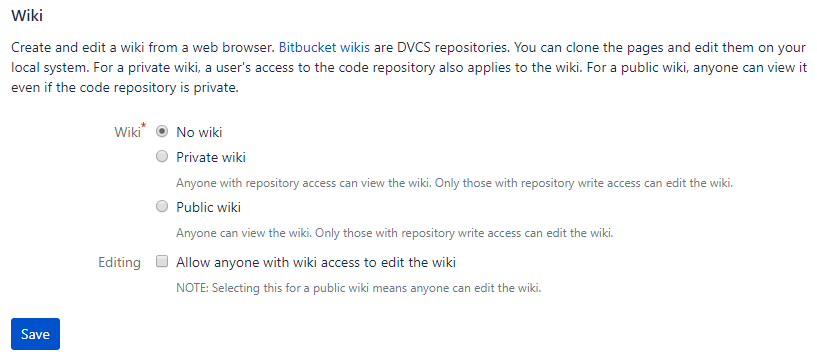 Wiki
Create and edit a wiki from a web browser. Bitbucket wikis are DVCS repositories. You can clone the pages and edit them on your
local system. For a private wiki, a user's access to the code repository also applies to the wiki. For a public wiki, anyone can view it
even if the code repository is private.
Wiki* No wiki
Private wiki
Anyone with repository access can view the wiki. Only those with repository write access can edit the wiki.
Public wiki
Anyone can view the wiki. Only those with repository write access can edit the wiki.
Editing Allow anyone with wiki access to edit the wiki
NOTE: Selecting this for a public wiki means anyone can edit the wiki.
Save